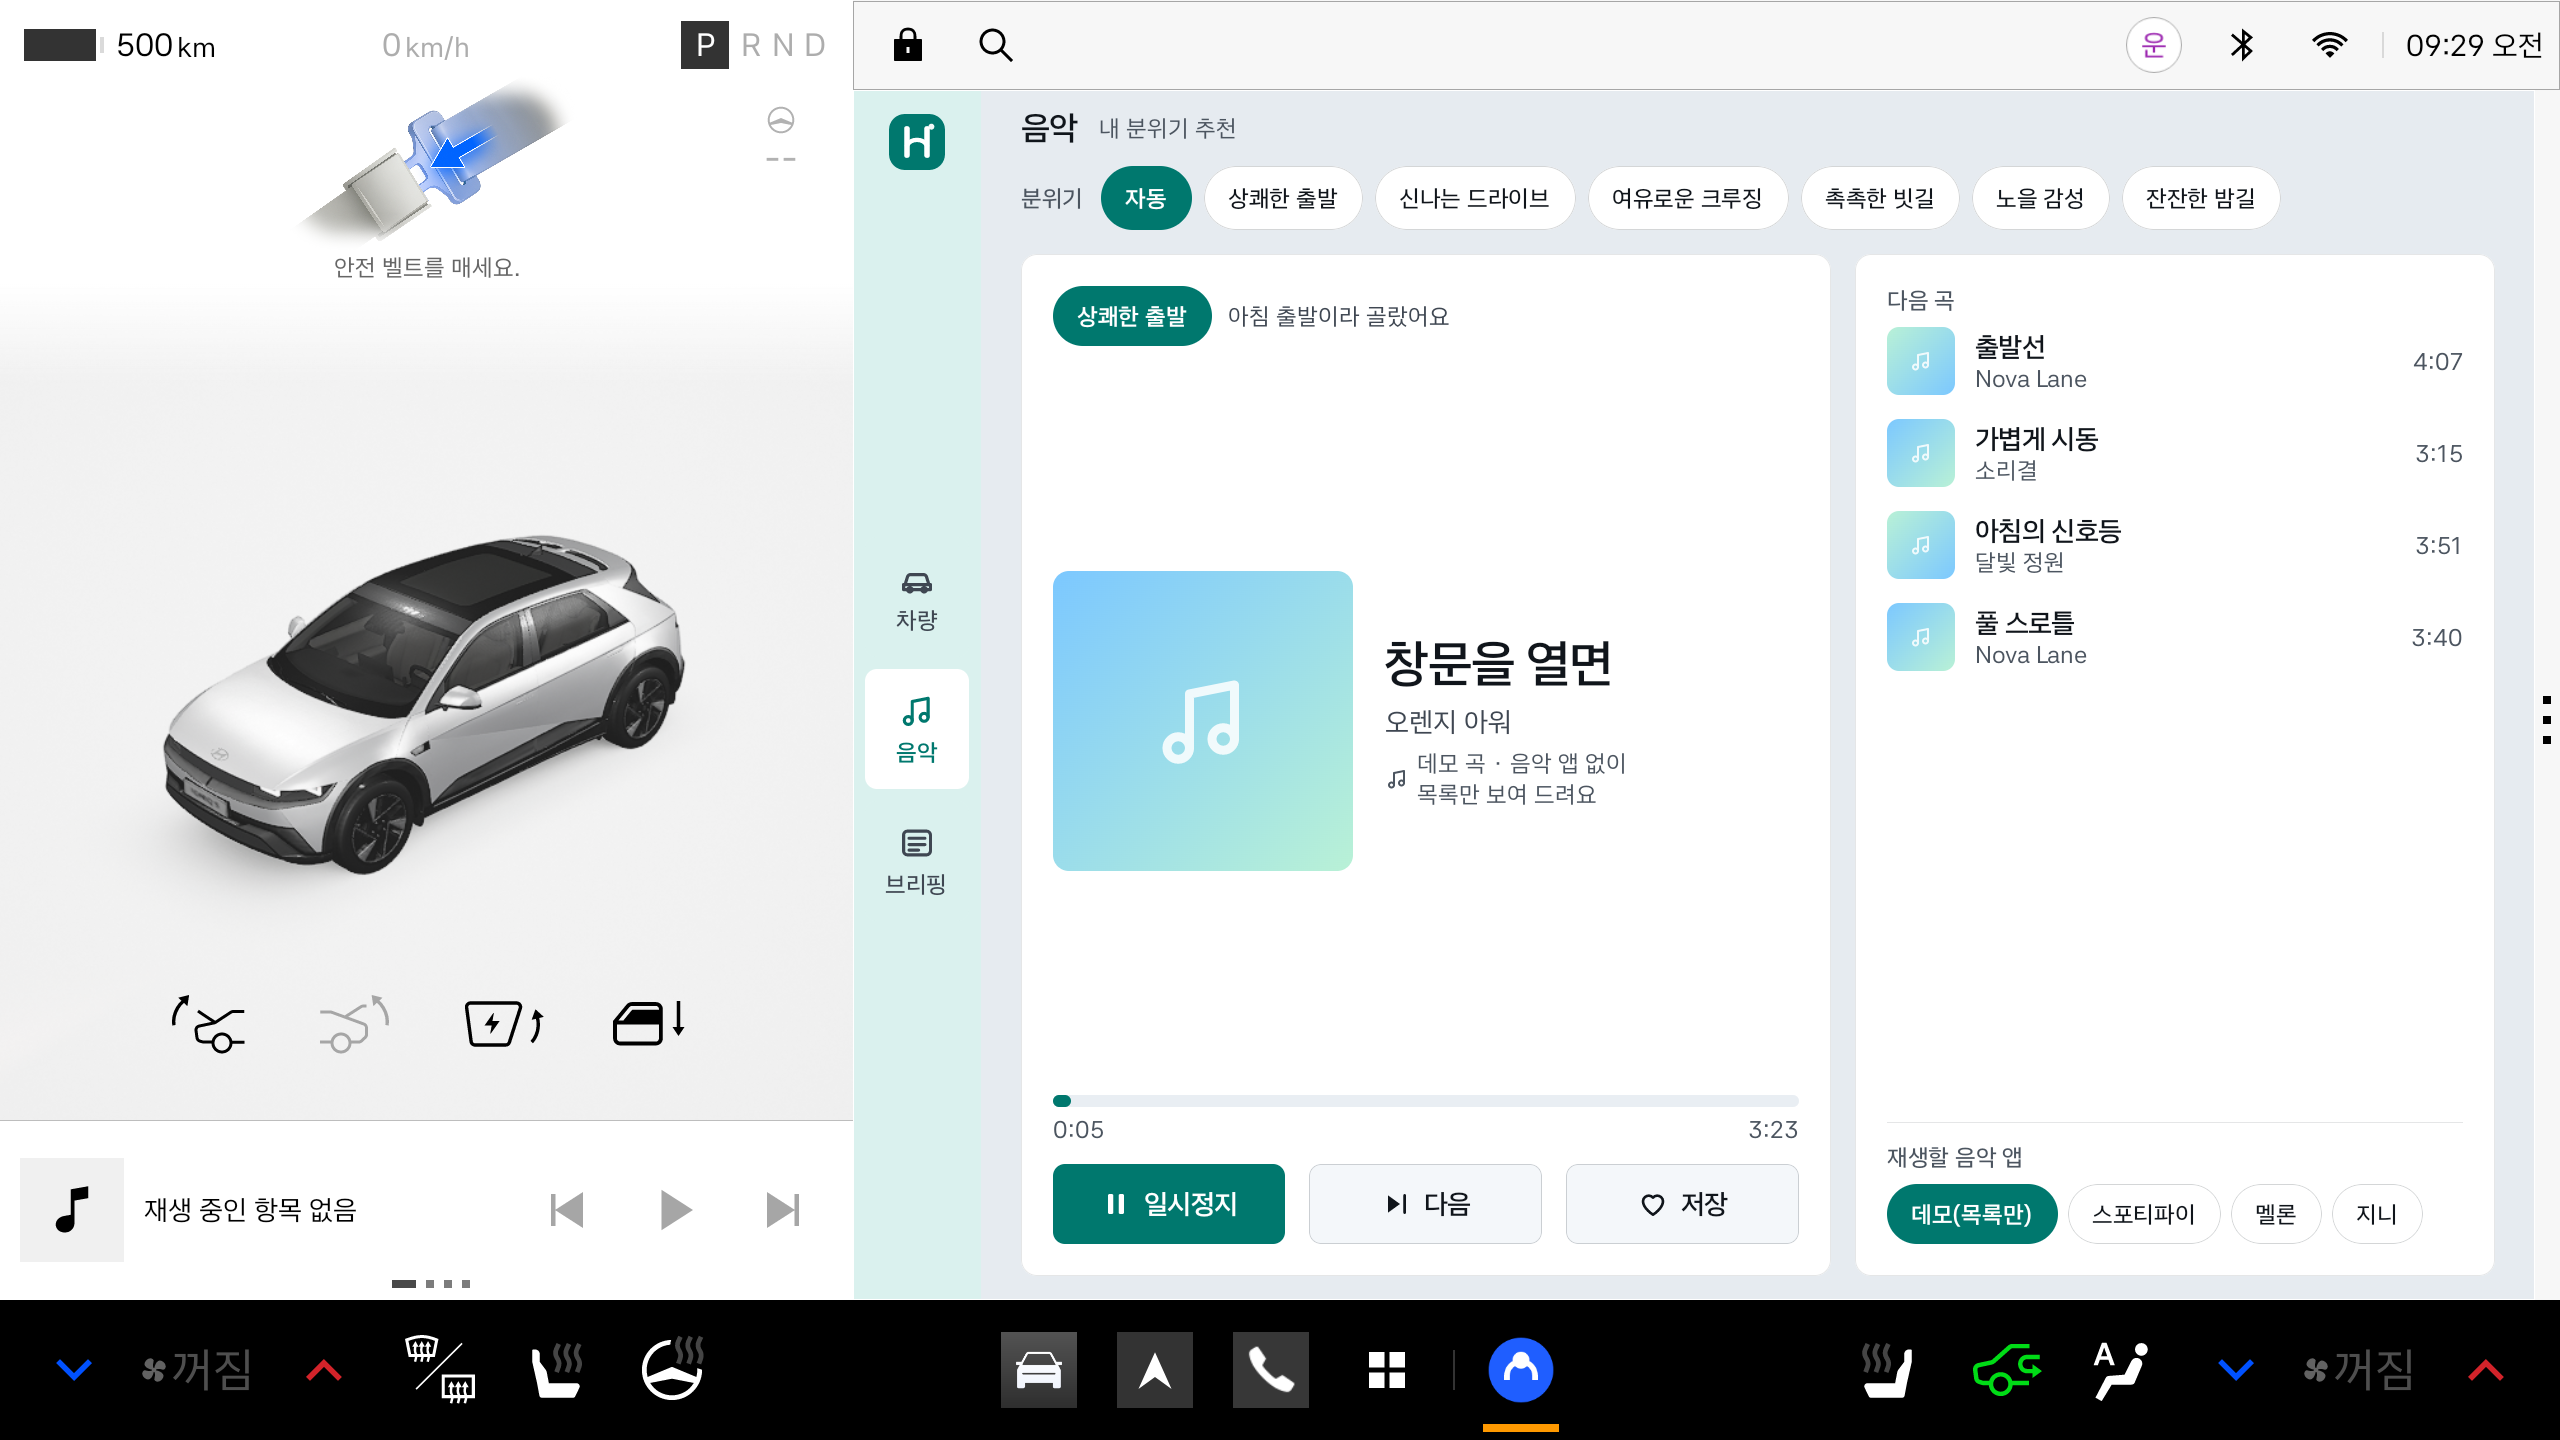 500 km
0 km/h
P R N D
안전 벨트를 매세요.
재생 중인 항목 없음
운
09:29 오전
음악 내 분위기 추천
분위기 자동 상쾌한 출발 신나는 드라이브 여유로운 크루징 촉촉한 빗길 노을 감성 잔잔한 밤길
차량
음악
브리핑
상쾌한 출발 아침 출발이라 골랐어요
창문을 열면
오렌지 아워
데모 곡 · 음악 앱 없이
목록만 보여 드려요
0:05 3:23
일시정지 다음 저장
다음 곡
출발선
Nova Lane
4:07
가볍게 시동
소리결
3:15
아침의 신호등
달빛 정원
3:51
풀 스로틀
Nova Lane
3:40
재생할 음악 앱
데모(목록만) 스포티파이 멜론 지니
꺼짐
A
꺼짐